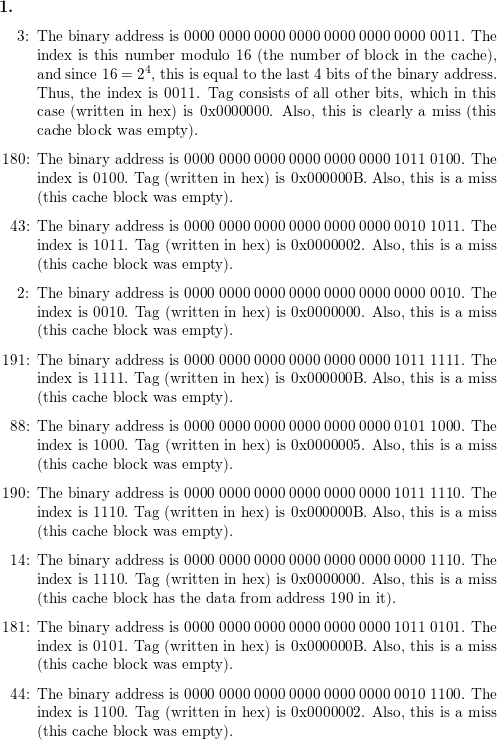 1.
3: The binary address is 0000 0000 0000 0000 0000 0000 0000 0011. The
index is this number modulo 16 (the number of block in the cache),
and since 16 = 2⁴, this is equal to the last 4 bits of the binary address.
Thus, the index is 0011. Tag consists of all other bits, which in this
case (written in hex) is 0x0000000. Also, this is clearly a miss (this
cache block was empty).
180: The binary address is 0000 0000 0000 0000 0000 0000 1011 0100. The
index is 0100. Tag (written in hex) is 0x000000B. Also, this is a miss
(this cache block was empty).
43: The binary address is 0000 0000 0000 0000 0000 0000 0010 1011. The
index is 1011. Tag (written in hex) is 0x0000002. Also, this is a miss
(this cache block was empty).
2: The binary address is 0000 0000 0000 0000 0000 0000 0000 0010. The
index is 0010. Tag (written in hex) is 0x0000000. Also, this is a miss
(this cache block was empty).
191: The binary address is 0000 0000 0000 0000 0000 0000 1011 1111. The
index is 1111. Tag (written in hex) is 0x000000B. Also, this is a miss
(this cache block was empty).
88: The binary address is 0000 0000 0000 0000 0000 0000 0101 1000. The
index is 1000. Tag (written in hex) is 0x0000005. Also, this is a miss
(this cache block was empty).
190: The binary address is 0000 0000 0000 0000 0000 0000 1011 1110. The
index is 1110. Tag (written in hex) is 0x000000B. Also, this is a miss
(this cache block was empty).
14: The binary address is 0000 0000 0000 0000 0000 0000 0000 1110. The
index is 1110. Tag (written in hex) is 0x0000000. Also, this is a miss
(this cache block has the data from address 190 in it).
181: The binary address is 0000 0000 0000 0000 0000 0000 1011 0101. The
index is 0101. Tag (written in hex) is 0x000000B. Also, this is a miss
(this cache block was empty).
44: The binary address is 0000 0000 0000 0000 0000 0000 0010 1100. The
index is 1100. Tag (written in hex) is 0x0000002. Also, this is a miss
(this cache block was empty).